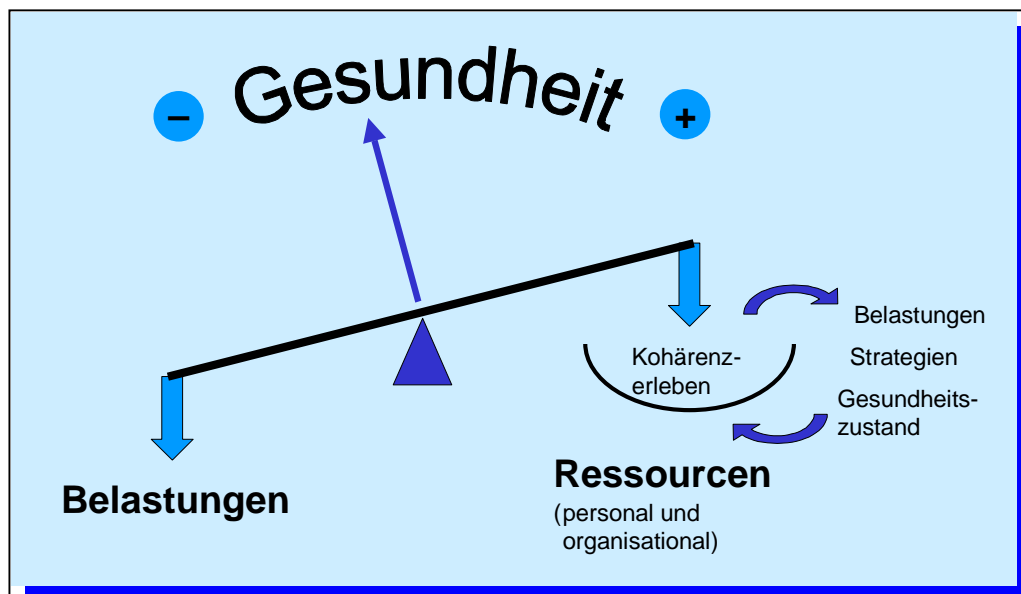 Gesundheit
–
+
Belastungen
Kohärenz-
erleben
Strategien
Gesundheits-
zustand
Ressourcen
Belastungen
(personal und
organisational)